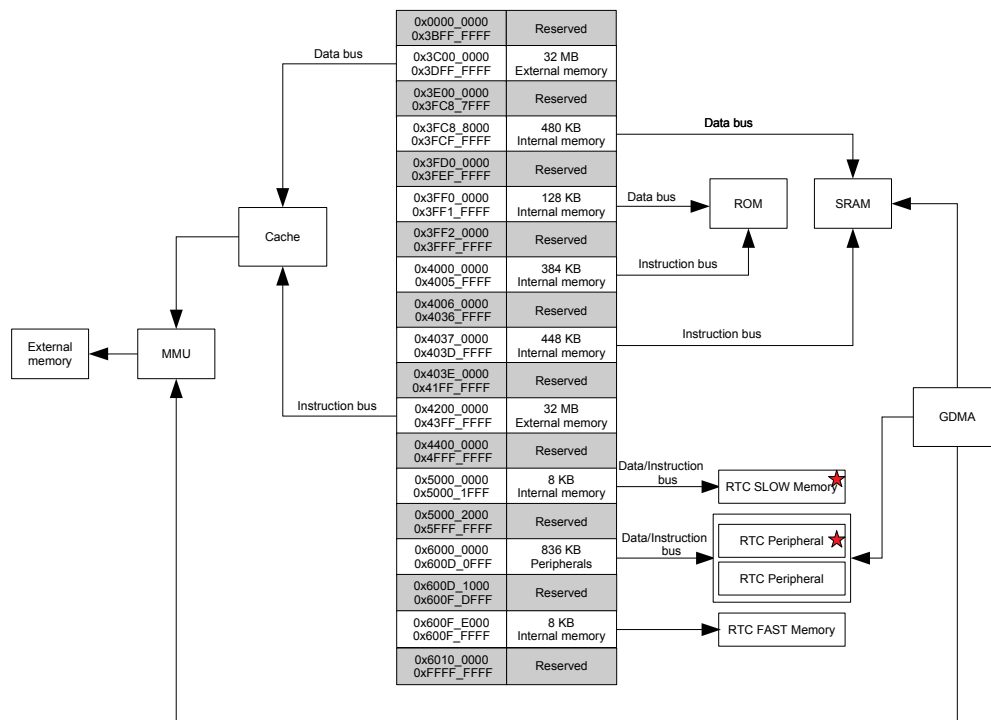 0x0000_0000
0x3BFF_FFFF
Reserved
Data bus
0x3C00_0000
0x3DFF_FFFF
32 MB
External memory
0x3E00_0000
0x3FC8_7FFF
Reserved
0x3FC8_8000
0x3FCF_FFFF
480 KB
Internal memory
Data bus
0x3FD0_0000
0x3FEF_FFFF
Reserved
0x3FF0_0000
0x3FF1_FFFF
128 KB
Internal memory
Data bus
ROM
SRAM
Cache
0x3FF2_0000
0x3FFF_FFFF
Reserved
0x4000_0000
0x4005_FFFF
384 KB
Internal memory
Instruction bus
0x4006_0000
0x4036_FFFF
Reserved
External
memory
MMU
0x4037_0000
0x403D_FFFF
448 KB
Internal memory
Instruction bus
0x403E_0000
0x41FF_FFFF
Reserved
Instruction bus
0x4200_0000
0x43FF_FFFF
32 MB
External memory
GDMA
0x4400_0000
0x4FFF_FFFF
Reserved
0x5000_0000
0x5000_1FFF
8 KB
Internal memory
Data/Instruction
bus
RTC SLOW Memory
0x5000_2000
0x5FFF_FFFF
Reserved
0x6000_0000
0x600D_0FFF
836 KB
Peripherals
Data/Instruction
bus
RTC Peripheral
RTC Peripheral
0x600D_1000
0x600F_DFFF
Reserved
0x600F_E000
0x600F_FFFF
8 KB
Internal memory
RTC FAST Memory
0x6010_0000
0xFFFF_FFFF
Reserved